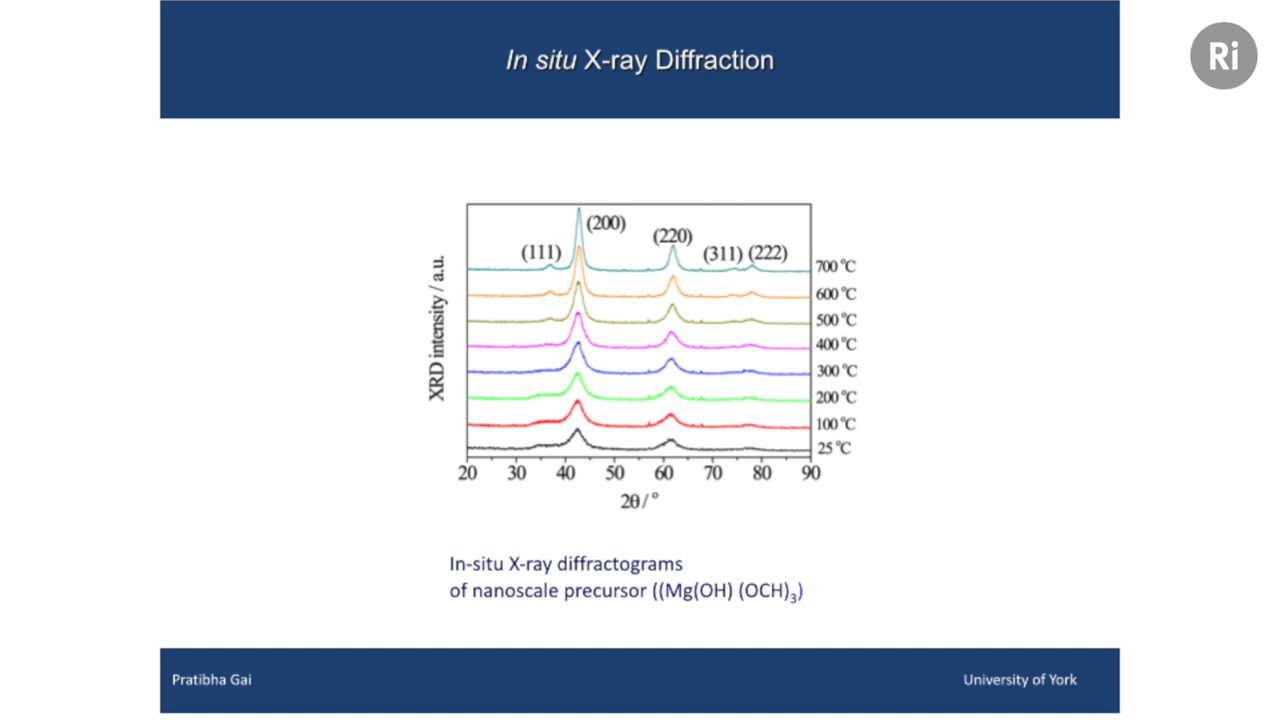 In situ X-ray Diffraction
Ri
(200)
(220)
(111)
(311) (222)
700 °C
600 °C
500 °C
400 °C
300 °C
200 °C
100 °C
25 °C
XRD intensity / a.u.
20 30 40 50 60 70 80 90
2θ / °
In-situ X-ray diffractograms
of nanoscale precursor ((Mg(OH) (OCH)₃)
Pratibha Gai
University of York